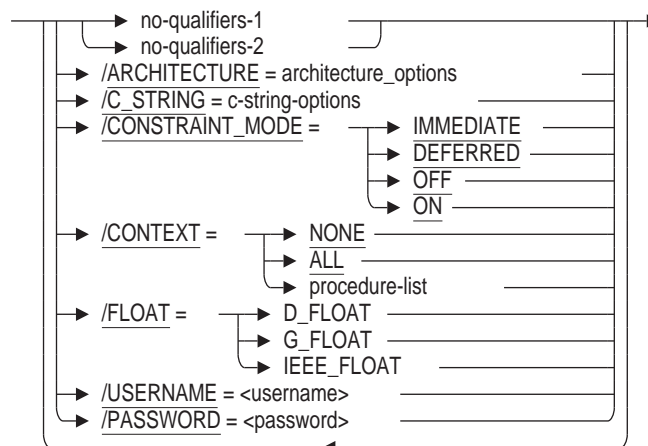 no-qualifiers-1
no-qualifiers-2
/ARCHITECTURE = architecture_options
/C_STRING = c-string-options
/CONSTRAINT_MODE = IMMEDIATE
DEFERRED
OFF
ON
/CONTEXT = NONE
ALL
procedure-list
/FLOAT = D_FLOAT
G_FLOAT
IEEE_FLOAT
/USERNAME = <username>
/PASSWORD = <password>